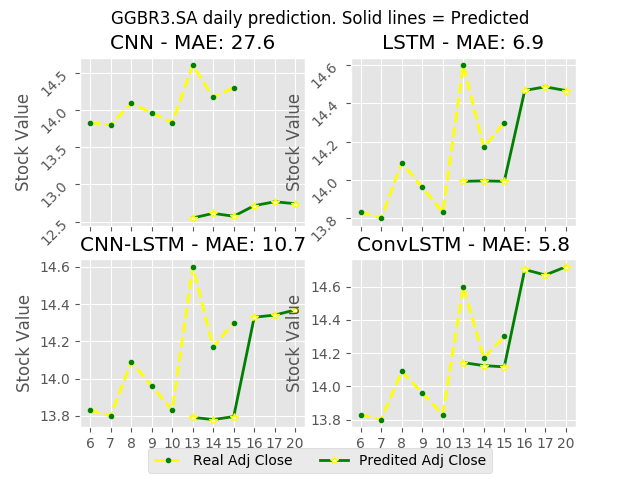 GGBR3.SA daily prediction. Solid lines = Predicted
CNN - MAE: 27.6
Stock Value
14.5
14.0
13.5
13.0
12.5
LSTM - MAE: 6.9
Stock Value
14.6
14.4
14.2
14.0
13.8
CNN-LSTM - MAE: 10.7
Stock Value
14.6
14.4
14.2
14.0
13.8
6 7 8 9 10 13 14 15 16 17 20
ConvLSTM - MAE: 5.8
Stock Value
14.6
14.4
14.2
14.0
13.8
6 7 8 9 10 13 14 15 16 17 20
Real Adj Close
Predited Adj Close